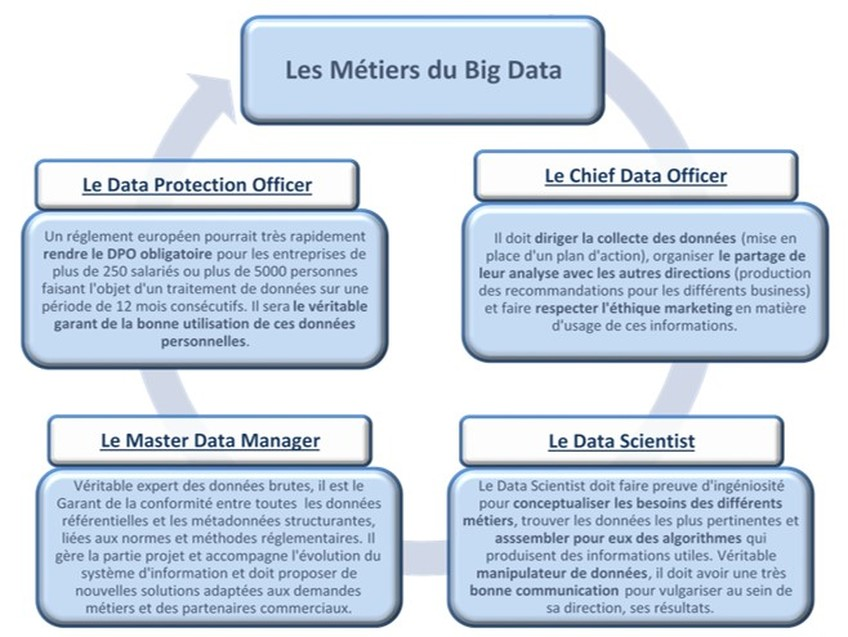 Les Métiers du Big Data
Le Data Protection Officer
Un réglement européen pourrait très rapidement
rendre le DPO obligatoire pour les entreprises de
plus de 250 salariés ou plus de 5000 personnes
faisant l'objet d'un traitement de données sur une
période de 12 mois consécutifs. Il sera le véritable
garant de la bonne utilisation de ces données
personnelles.
Le Chief Data Officer
Il doit diriger la collecte des données (mise en
place d'un plan d'action), organiser le partage de
leur analyse avec les autres directions (production
des recommandations pour les différents business)
et faire respecter l'éthique marketing en matière
d'usage de ces informations.
Le Master Data Manager
Véritable expert des données brutes, il est le
Garant de la conformité entre toutes les données
référentielles et les métadonnées structurantes,
liées aux normes et méthodes réglementaires. Il
gère la partie projet et accompagne l'évolution du
système d'information et doit proposer de
nouvelles solutions adaptées aux demandes
métiers et des partenaires commerciaux.
Le Data Scientist
Le Data Scientist doit faire preuve d'ingéniosité
pour conceptualiser les besoins des différents
métiers, trouver les données les plus pertinentes et
asssembler pour eux des algorithmes qui
produisent des informations utiles. Véritable
manipulateur de données, il doit avoir une très
bonne communication pour vulgariser au sein de
sa direction, ses résultats.